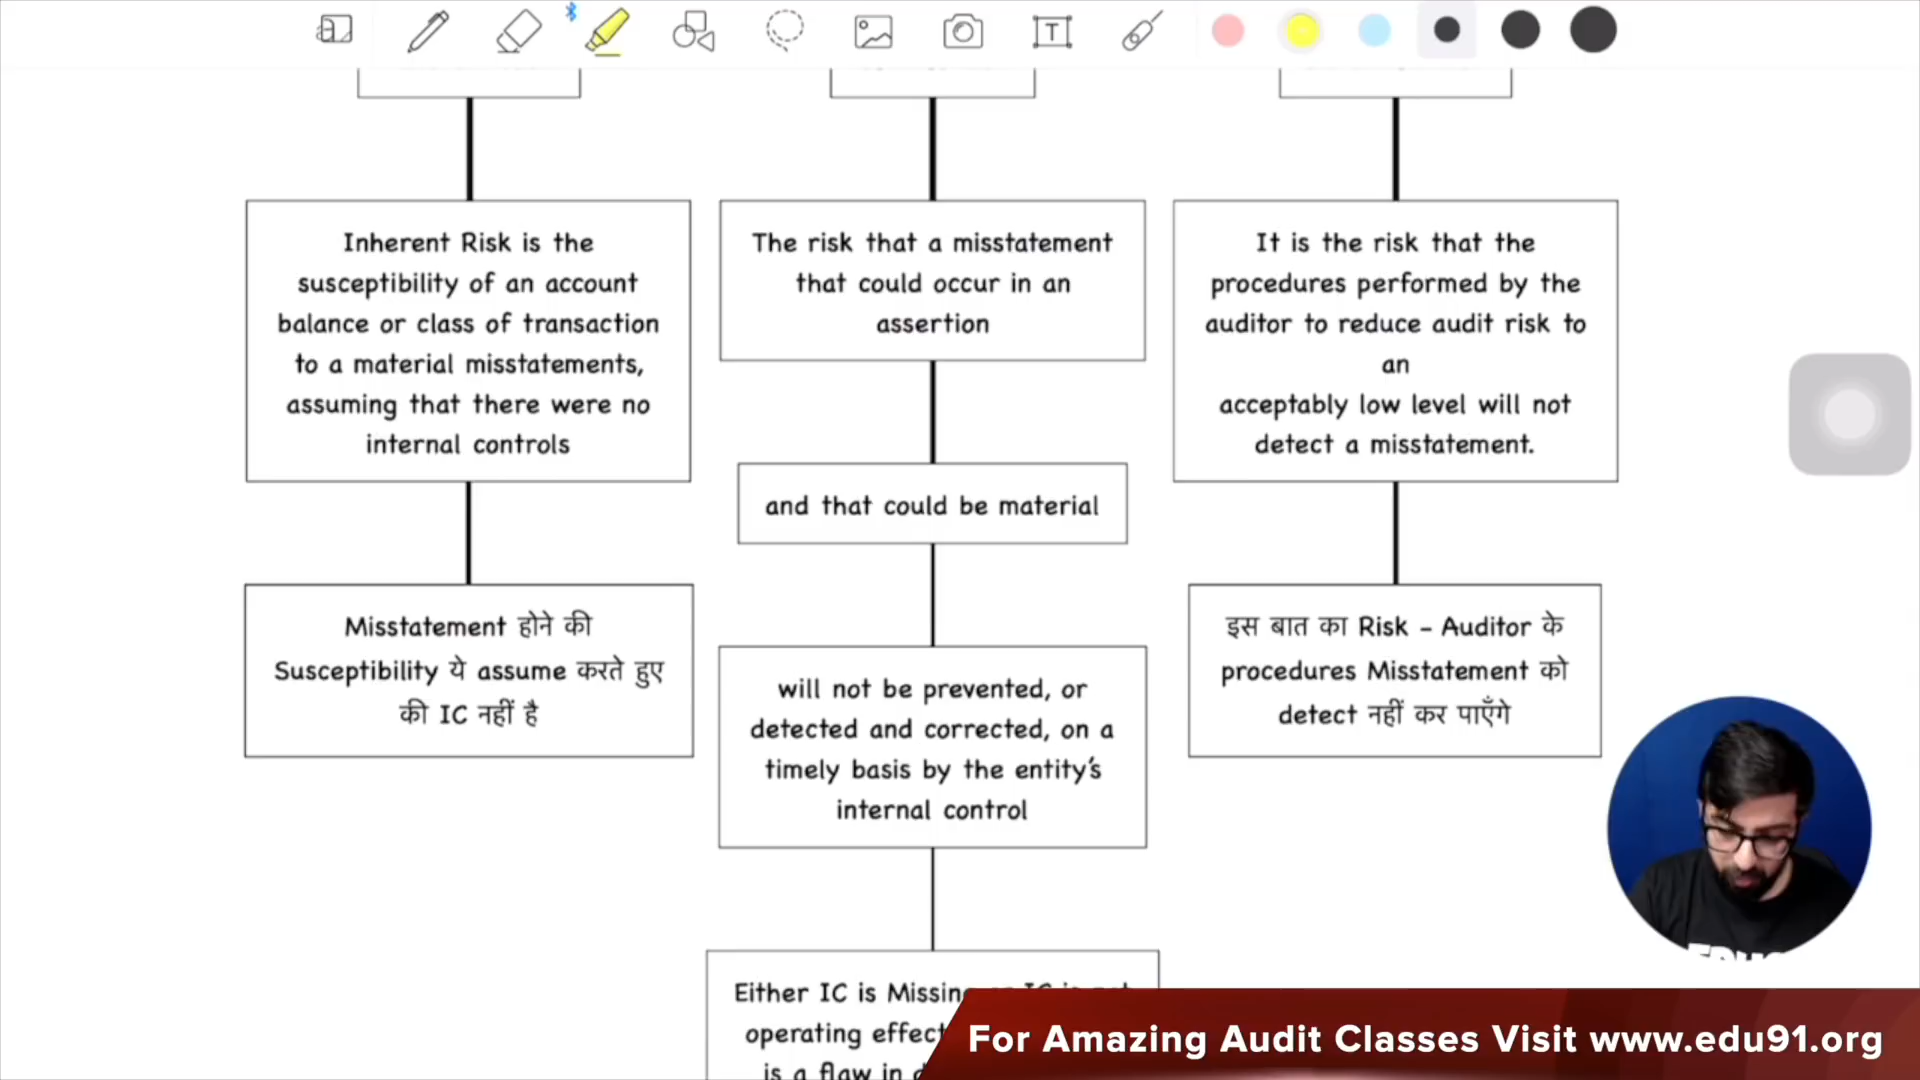 Inherent Risk is the
susceptibility of an account
balance or class of transaction
to a material misstatements,
assuming that there were no
internal controls
Misstatement होने की
Susceptibility ये assume करते हुए
की IC नहीं है
The risk that a misstatement
that could occur in an
assertion
and that could be material
will not be prevented, or
detected and corrected, on a
timely basis by the entity's
internal control
Either IC is Missing
operating effect
is a flaw in
It is the risk that the
procedures performed by the
auditor to reduce audit risk to
an
acceptably low level will not
detect a misstatement.
इस बात का Risk - Auditor के
procedures Misstatement को
detect नहीं कर पाएँगे
For Amazing Audit Classes Visit www.edu91.org